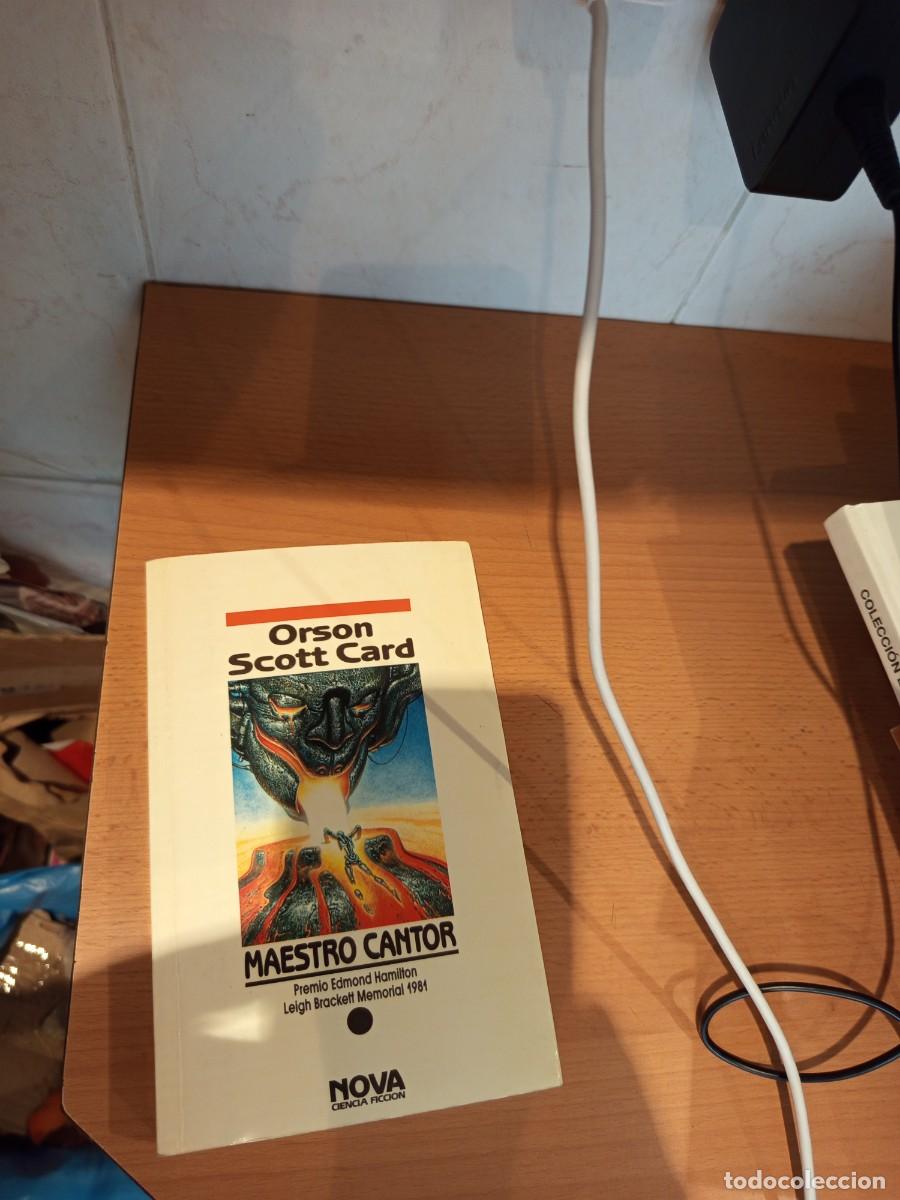 Orson
Scott Card
MAESTRO CANTOR
Premio Edmond Hamilton
Leigh Brackett Memorial 1981
NOVA
CIENCIA FICCION
COLECCIÓN
todocoleccion